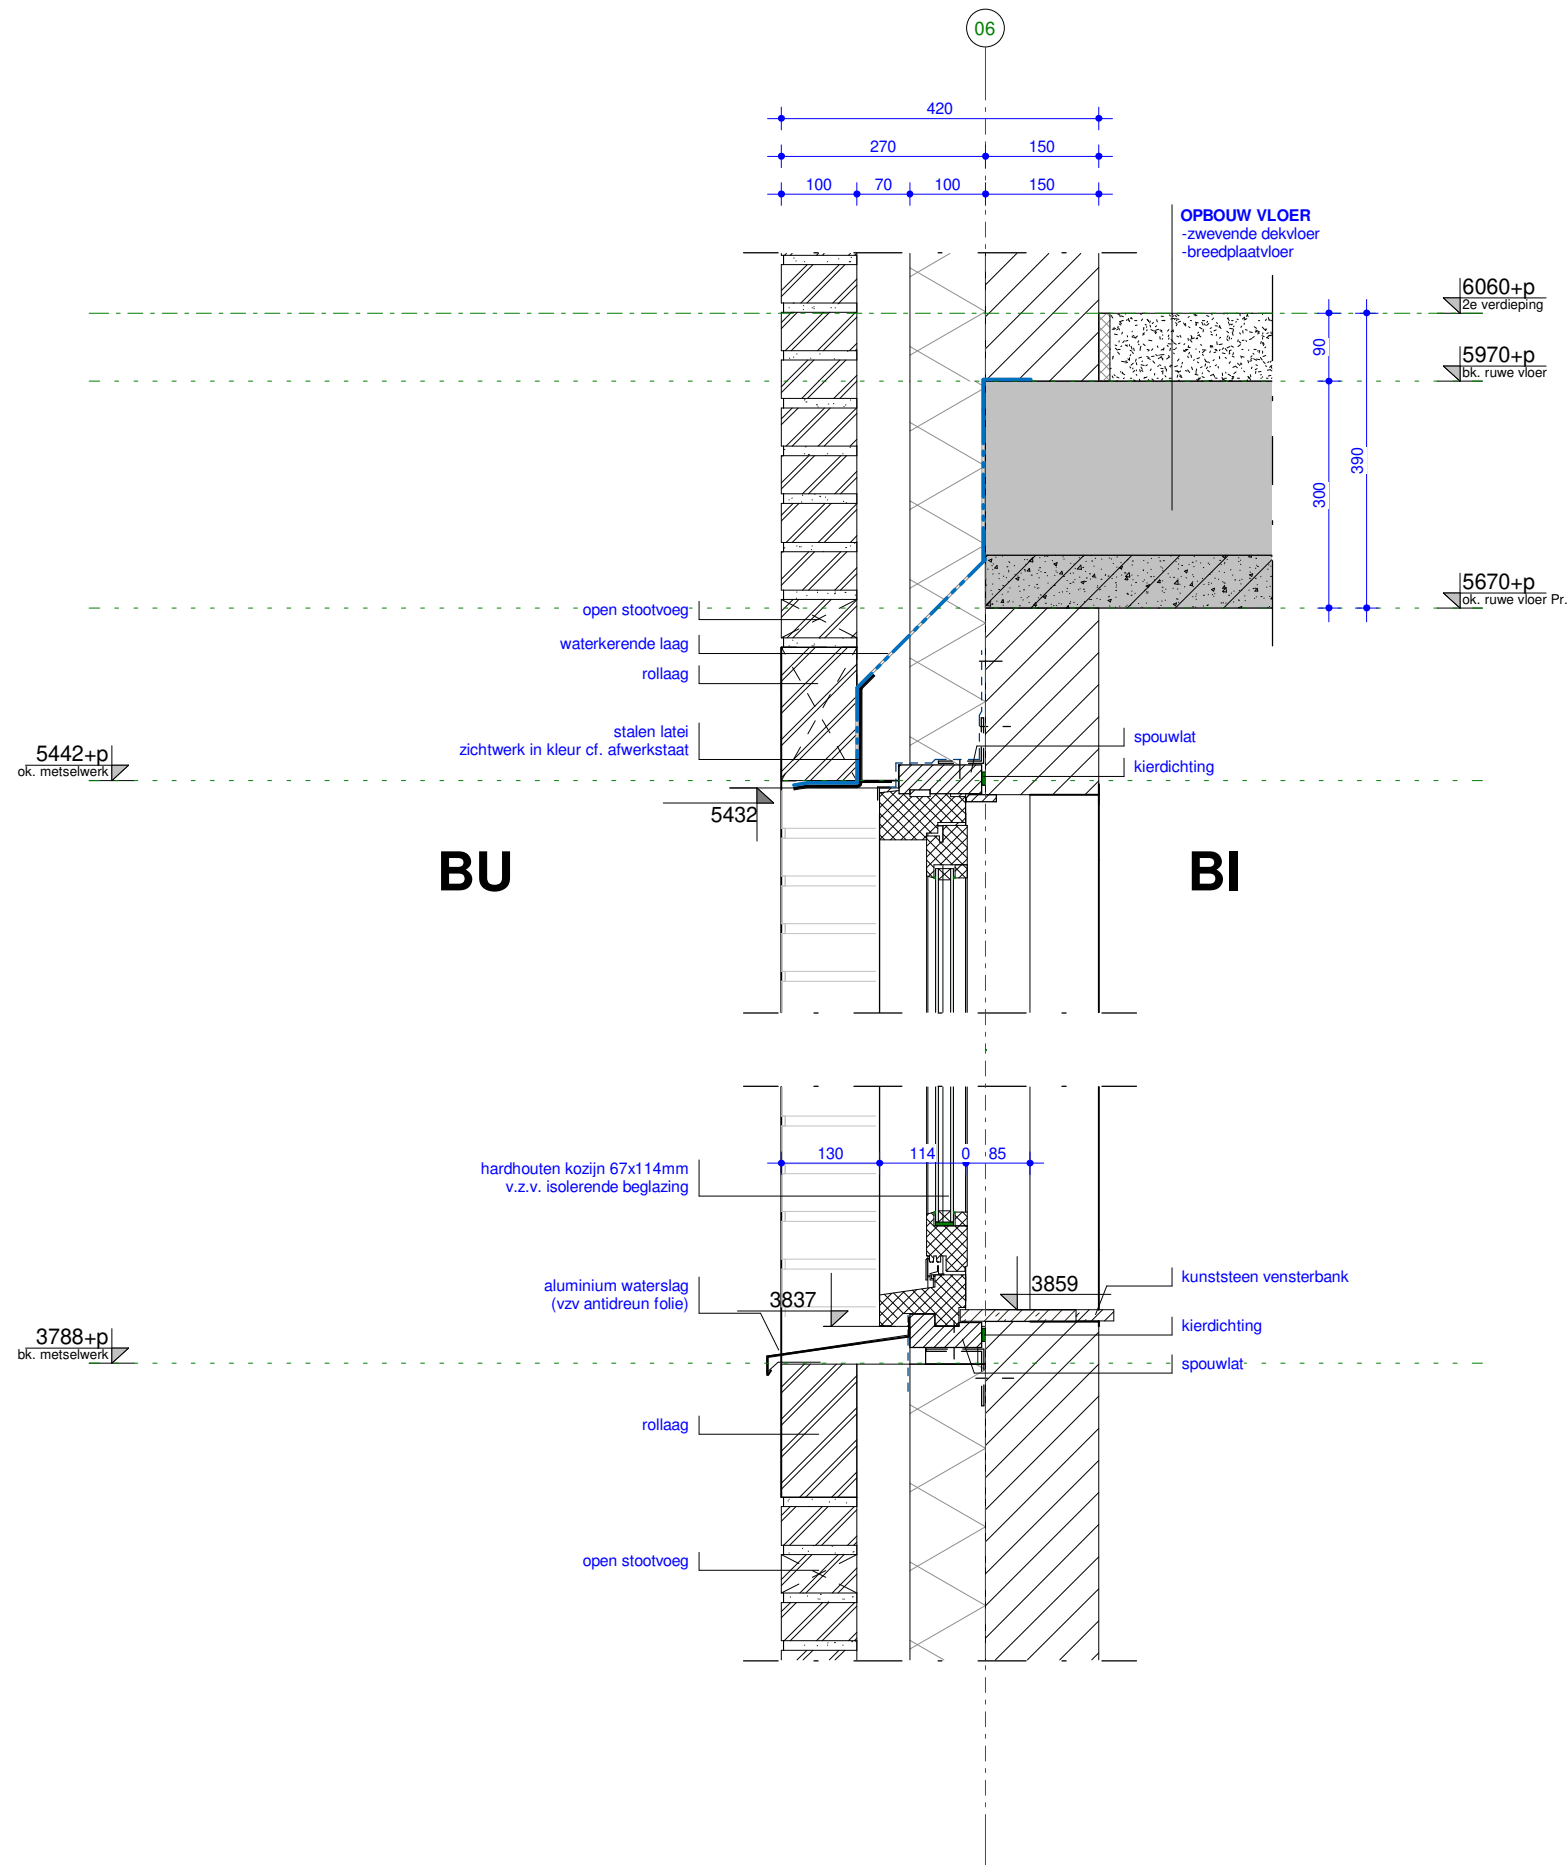 06
420
270 150
100 70 100 150
OPBOUW VLOER
-zwevende dekvloer
-breedplaatvloer
6060+p
2e verdieping
90
5970+p
bk. ruwe vloer
390
300
5670+p
ok. ruwe vloer Pr.
open stootvoeg
waterkerende laag
rollaag
stalen latei
zichtwerk in kleur cf. afwerkstaat
spouwlat
kierdichting
5442+p
ok. metselwerk
5432
BU BI
130 114 0 85
hardhouten kozijn 67x114mm
v.z.v. isolerende beglazing
aluminium waterslag
(vzv antidreun folie)
3837
3859
kunststeen vensterbank
kierdichting
3788+p
bk. metselwerk
spouwlat
rollaag
open stootvoeg